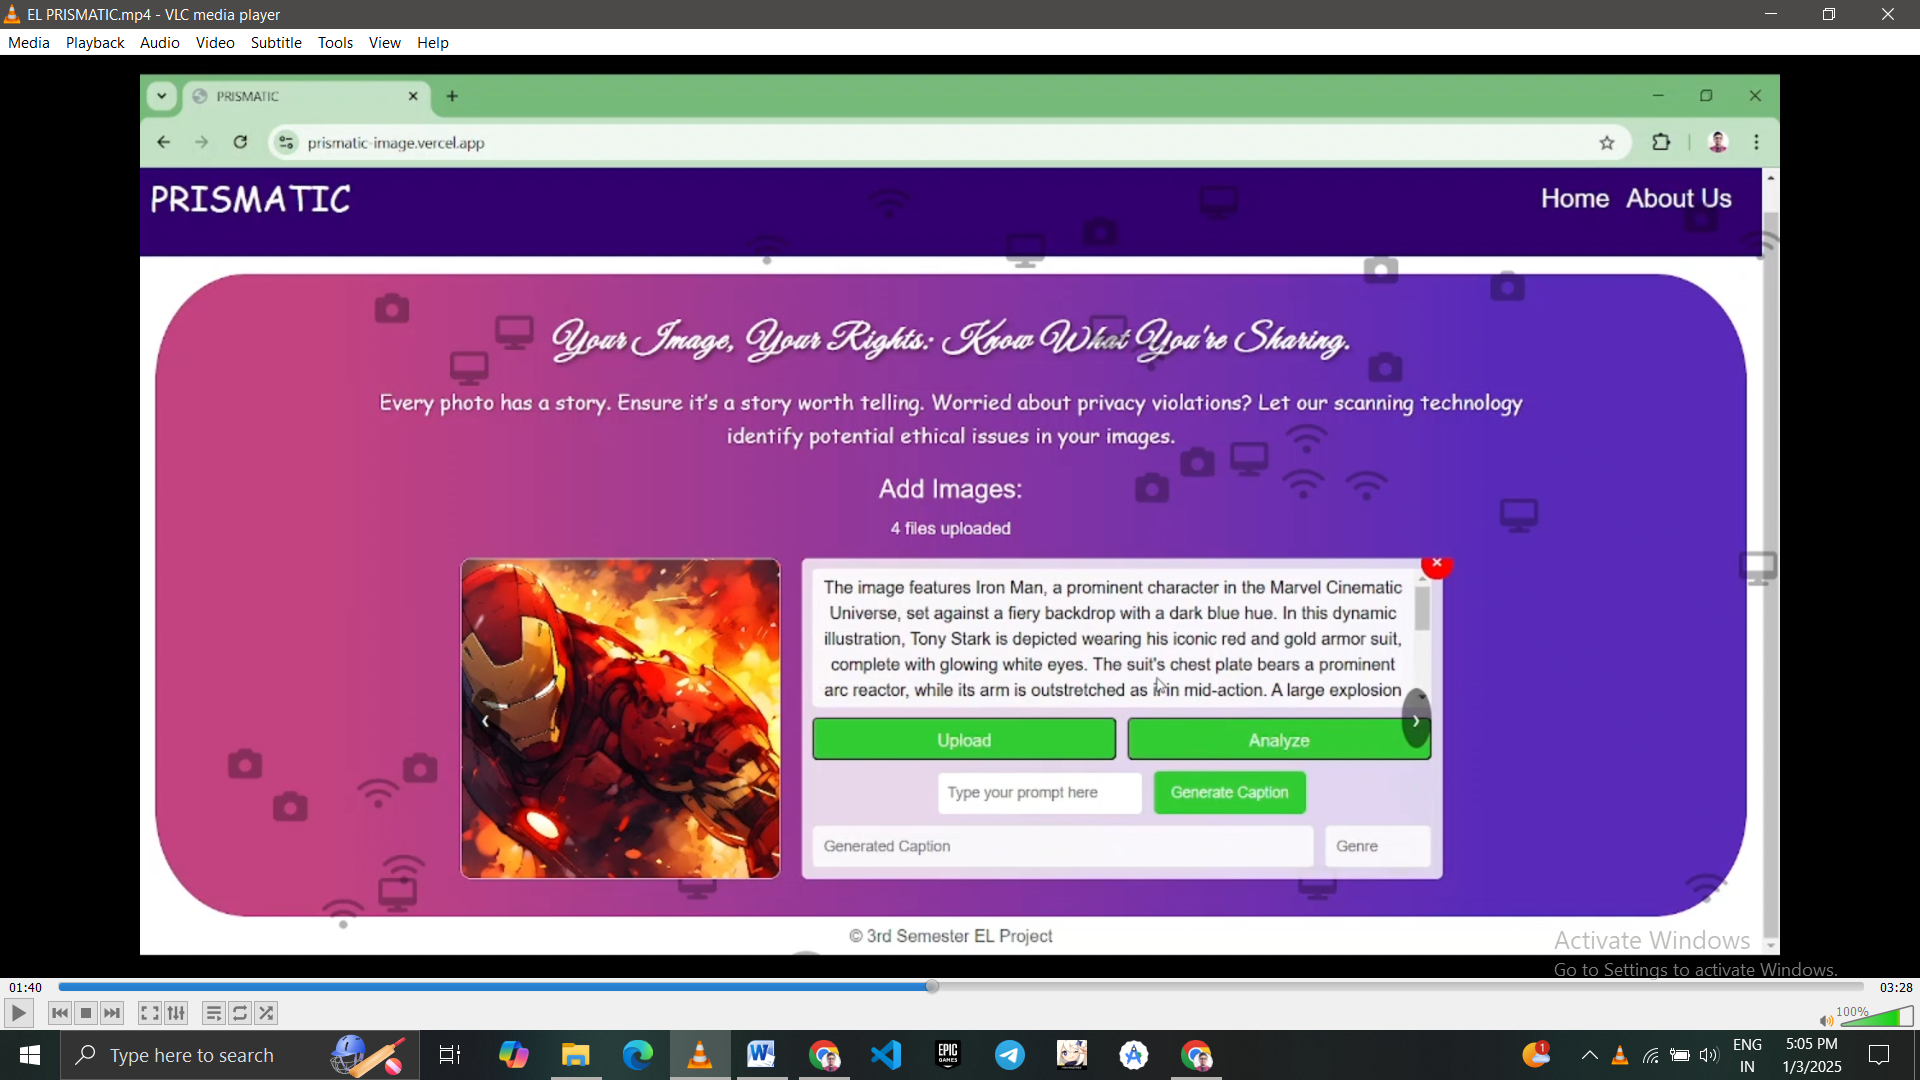 EL PRISMATIC.mp4 - VLC media player
Media Playback Audio Video Subtitle Tools View Help
PRISMATIC
prismatic-image.vercel.app
PRISMATIC
Home About Us
Your Image, Your Rights: Know What You're Sharing.
Every photo has a story. Ensure it's a story worth telling. Worried about privacy violations? Let our scanning technology
identify potential ethical issues in your images.
Add Images:
4 files uploaded
The image features Iron Man, a prominent character in the Marvel Cinematic
Universe, set against a fiery backdrop with a dark blue hue. In this dynamic
illustration, Tony Stark is depicted wearing his iconic red and gold armor suit,
complete with glowing white eyes. The suit's chest plate bears a prominent
arc reactor, while its arm is outstretched as if in mid-action. A large explosion
Upload Analyze
Type your prompt here Generate Caption
Generated Caption Genre
© 3rd Semester EL Project
Activate Windows
Go to Settings to activate Windows.
01:40 03:28
100%
Type here to search
EPIC
GAMES
1
ENG
IN
5:05 PM
1/3/2025